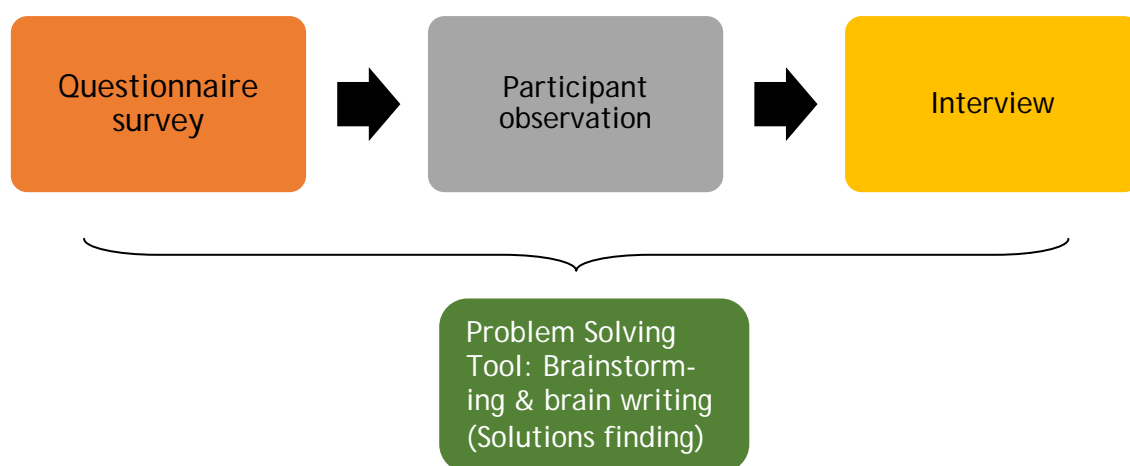 Questionnaire
survey
Participant
observation
Interview
Problem Solving
Tool: Brainstorm-
ing & brain writing
(Solutions finding)